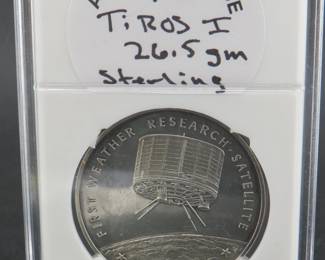 TiROS I
26.5 gm
Sterling
FIRST WEATHER RESEARCH SATELLITE